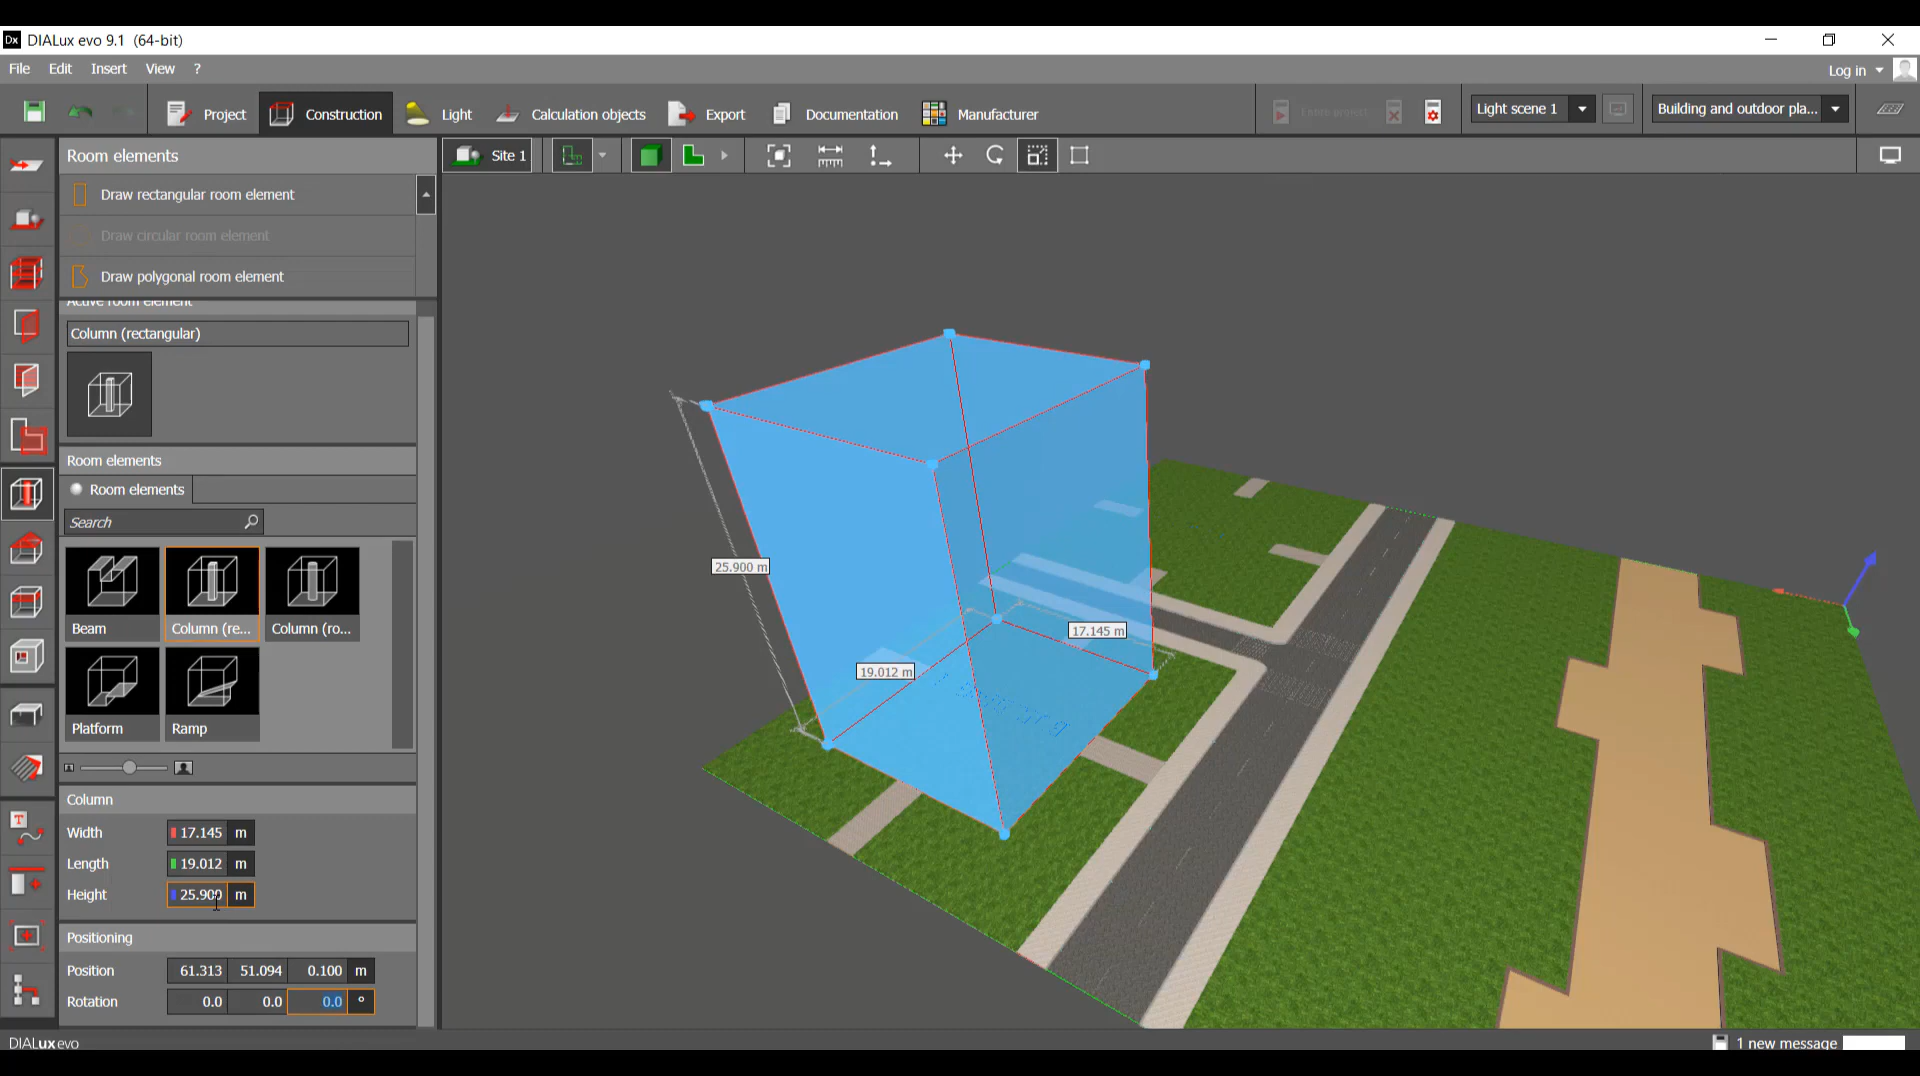 Dx DIALux evo 9.1 (64-bit)
File Edit Insert View ?
Log in
Project Construction Light Calculation objects Export Documentation Manufacturer
Light scene 1
Building and outdoor pla...
Room elements
Site 1
Draw rectangular room element
Draw circular room element
Draw polygonal room element
Active room element
Column (rectangular)
Room elements
Room elements
Search
Beam Column (re... Column (ro...
Platform Ramp
Column
Width 17.145 m
Length 19.012 m
Height 25.900 m
Positioning
Position 61.313 51.094 0.100 m
Rotation 0.0 0.0 0.0 °
25.900 m
17.145 m
19.012 m
T
DIALux evo
1 new message